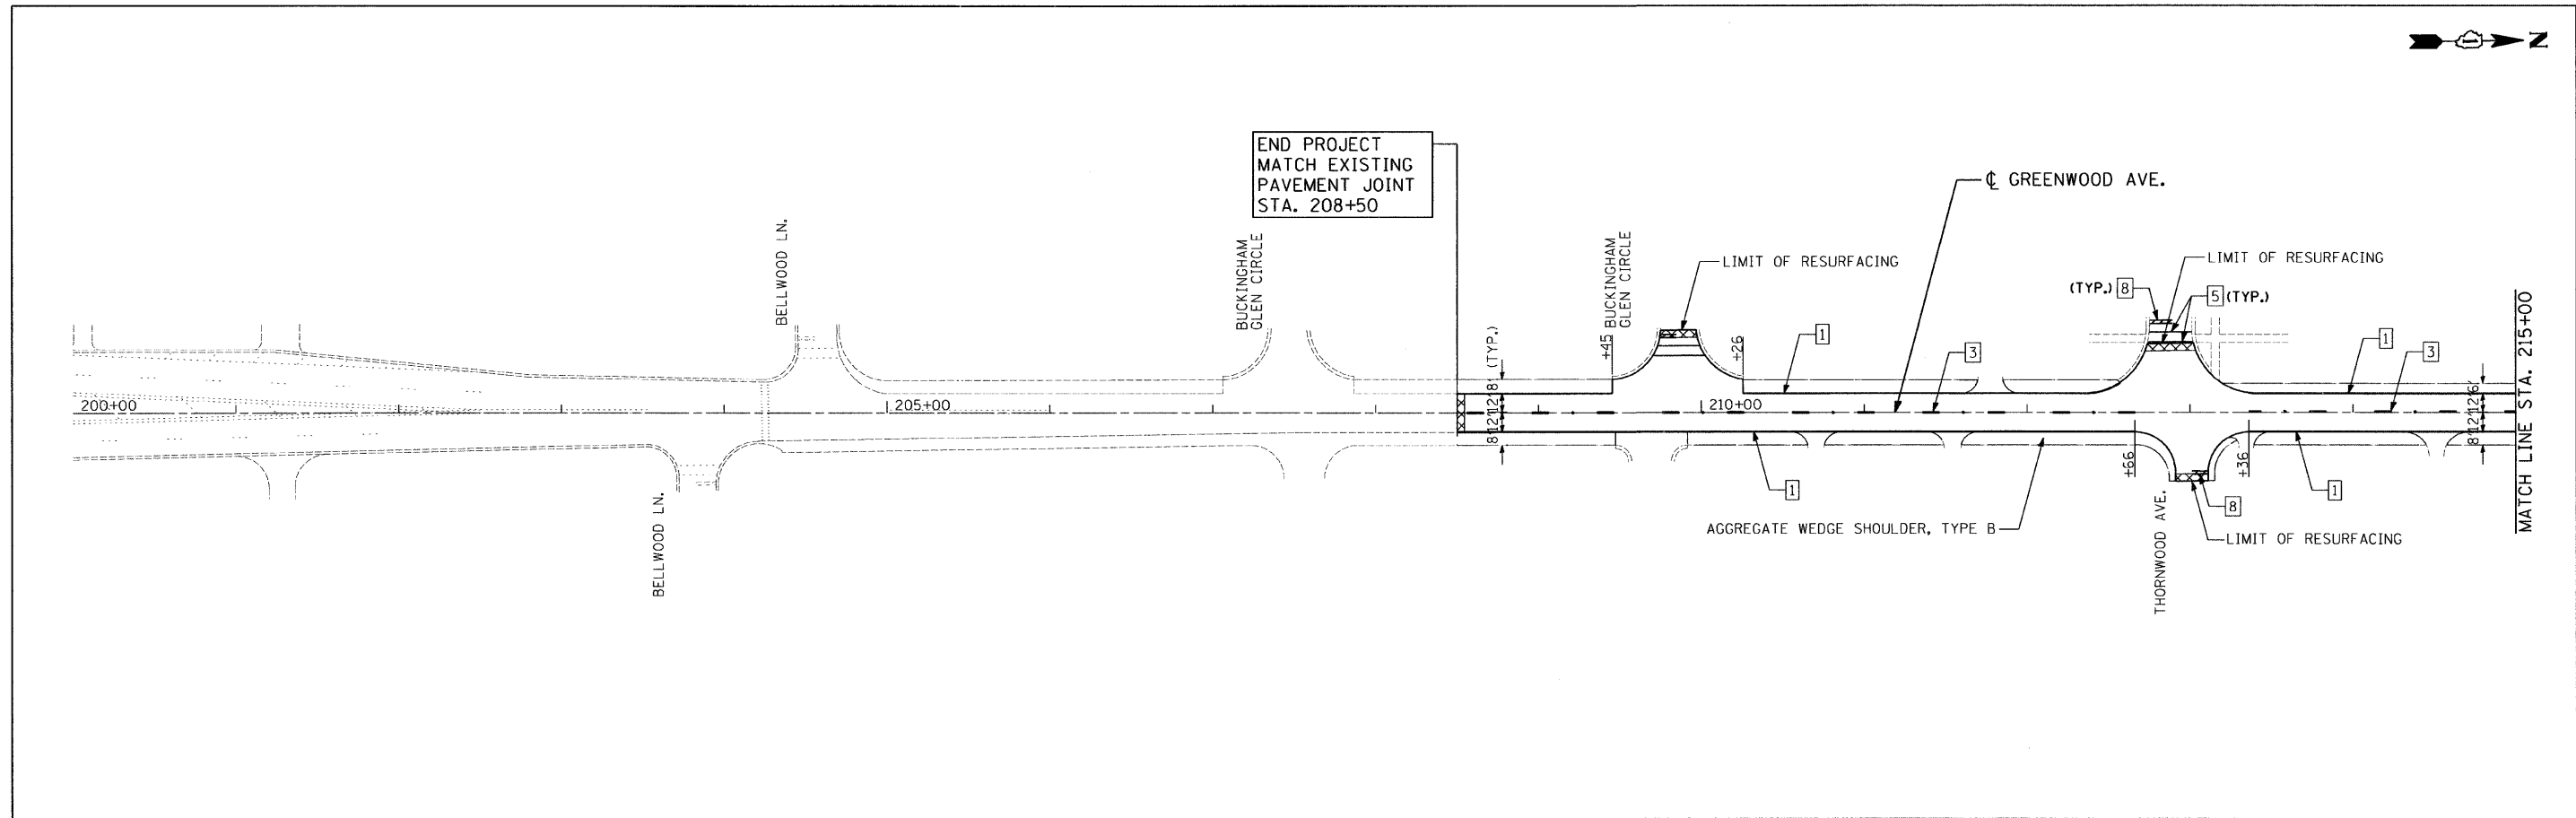 N
END PROJECT
MATCH EXISTING
PAVEMENT JOINT
STA. 208+50
℄ GREENWOOD AVE.
BELLWOOD LN.
BUCKINGHAM
GLEN CIRCLE
+45 BUCKINGHAM
GLEN CIRCLE
LIMIT OF RESURFACING
+26
1
3
(TYP.) 8
5 (TYP.)
LIMIT OF RESURFACING
1
3
MATCH LINE STA. 215+00
8' 12' 12' 8' (TYP.)
8' 12' 12' 6'
200+00
205+00
210+00
BELLWOOD LN.
1
AGGREGATE WEDGE SHOULDER, TYPE B
+66
+36
THORNWOOD AVE.
8
LIMIT OF RESURFACING
1